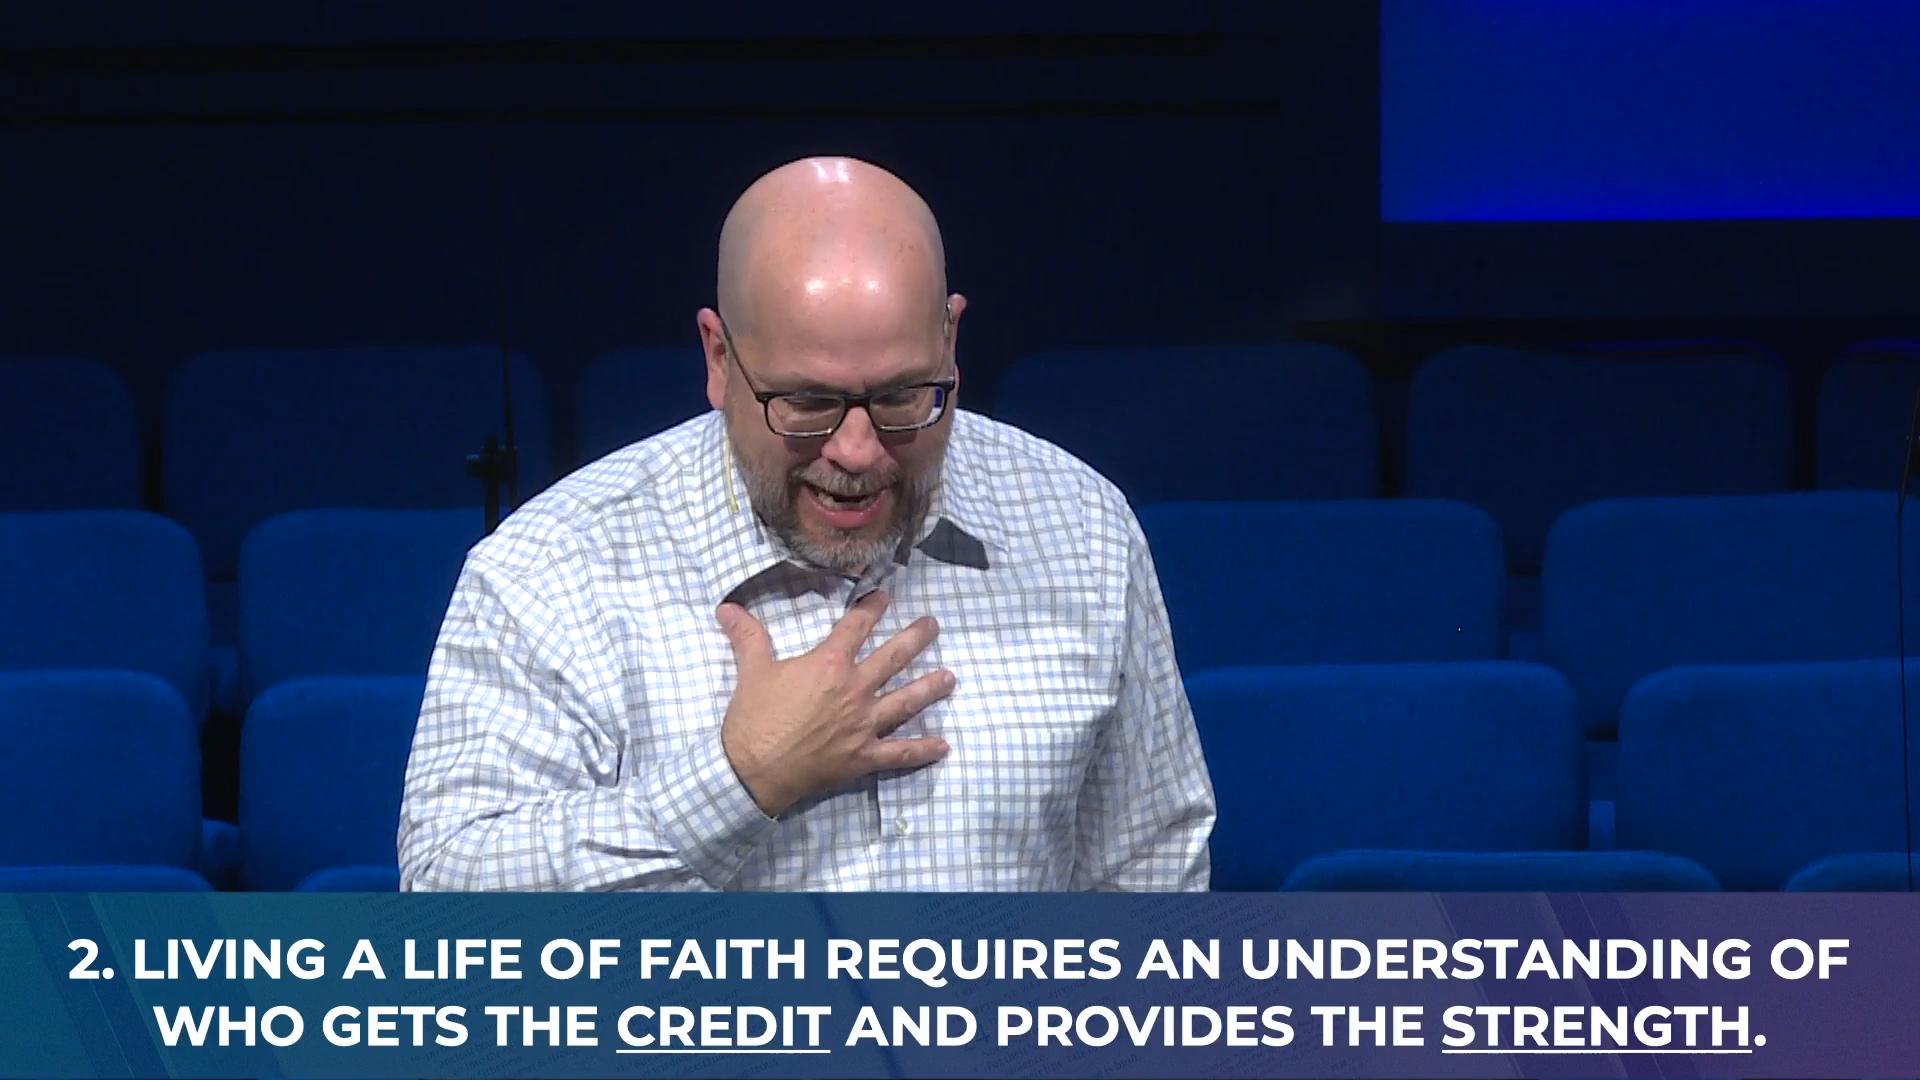 2. LIVING A LIFE OF FAITH REQUIRES AN UNDERSTANDING OF
WHO GETS THE CREDIT AND PROVIDES THE STRENGTH.